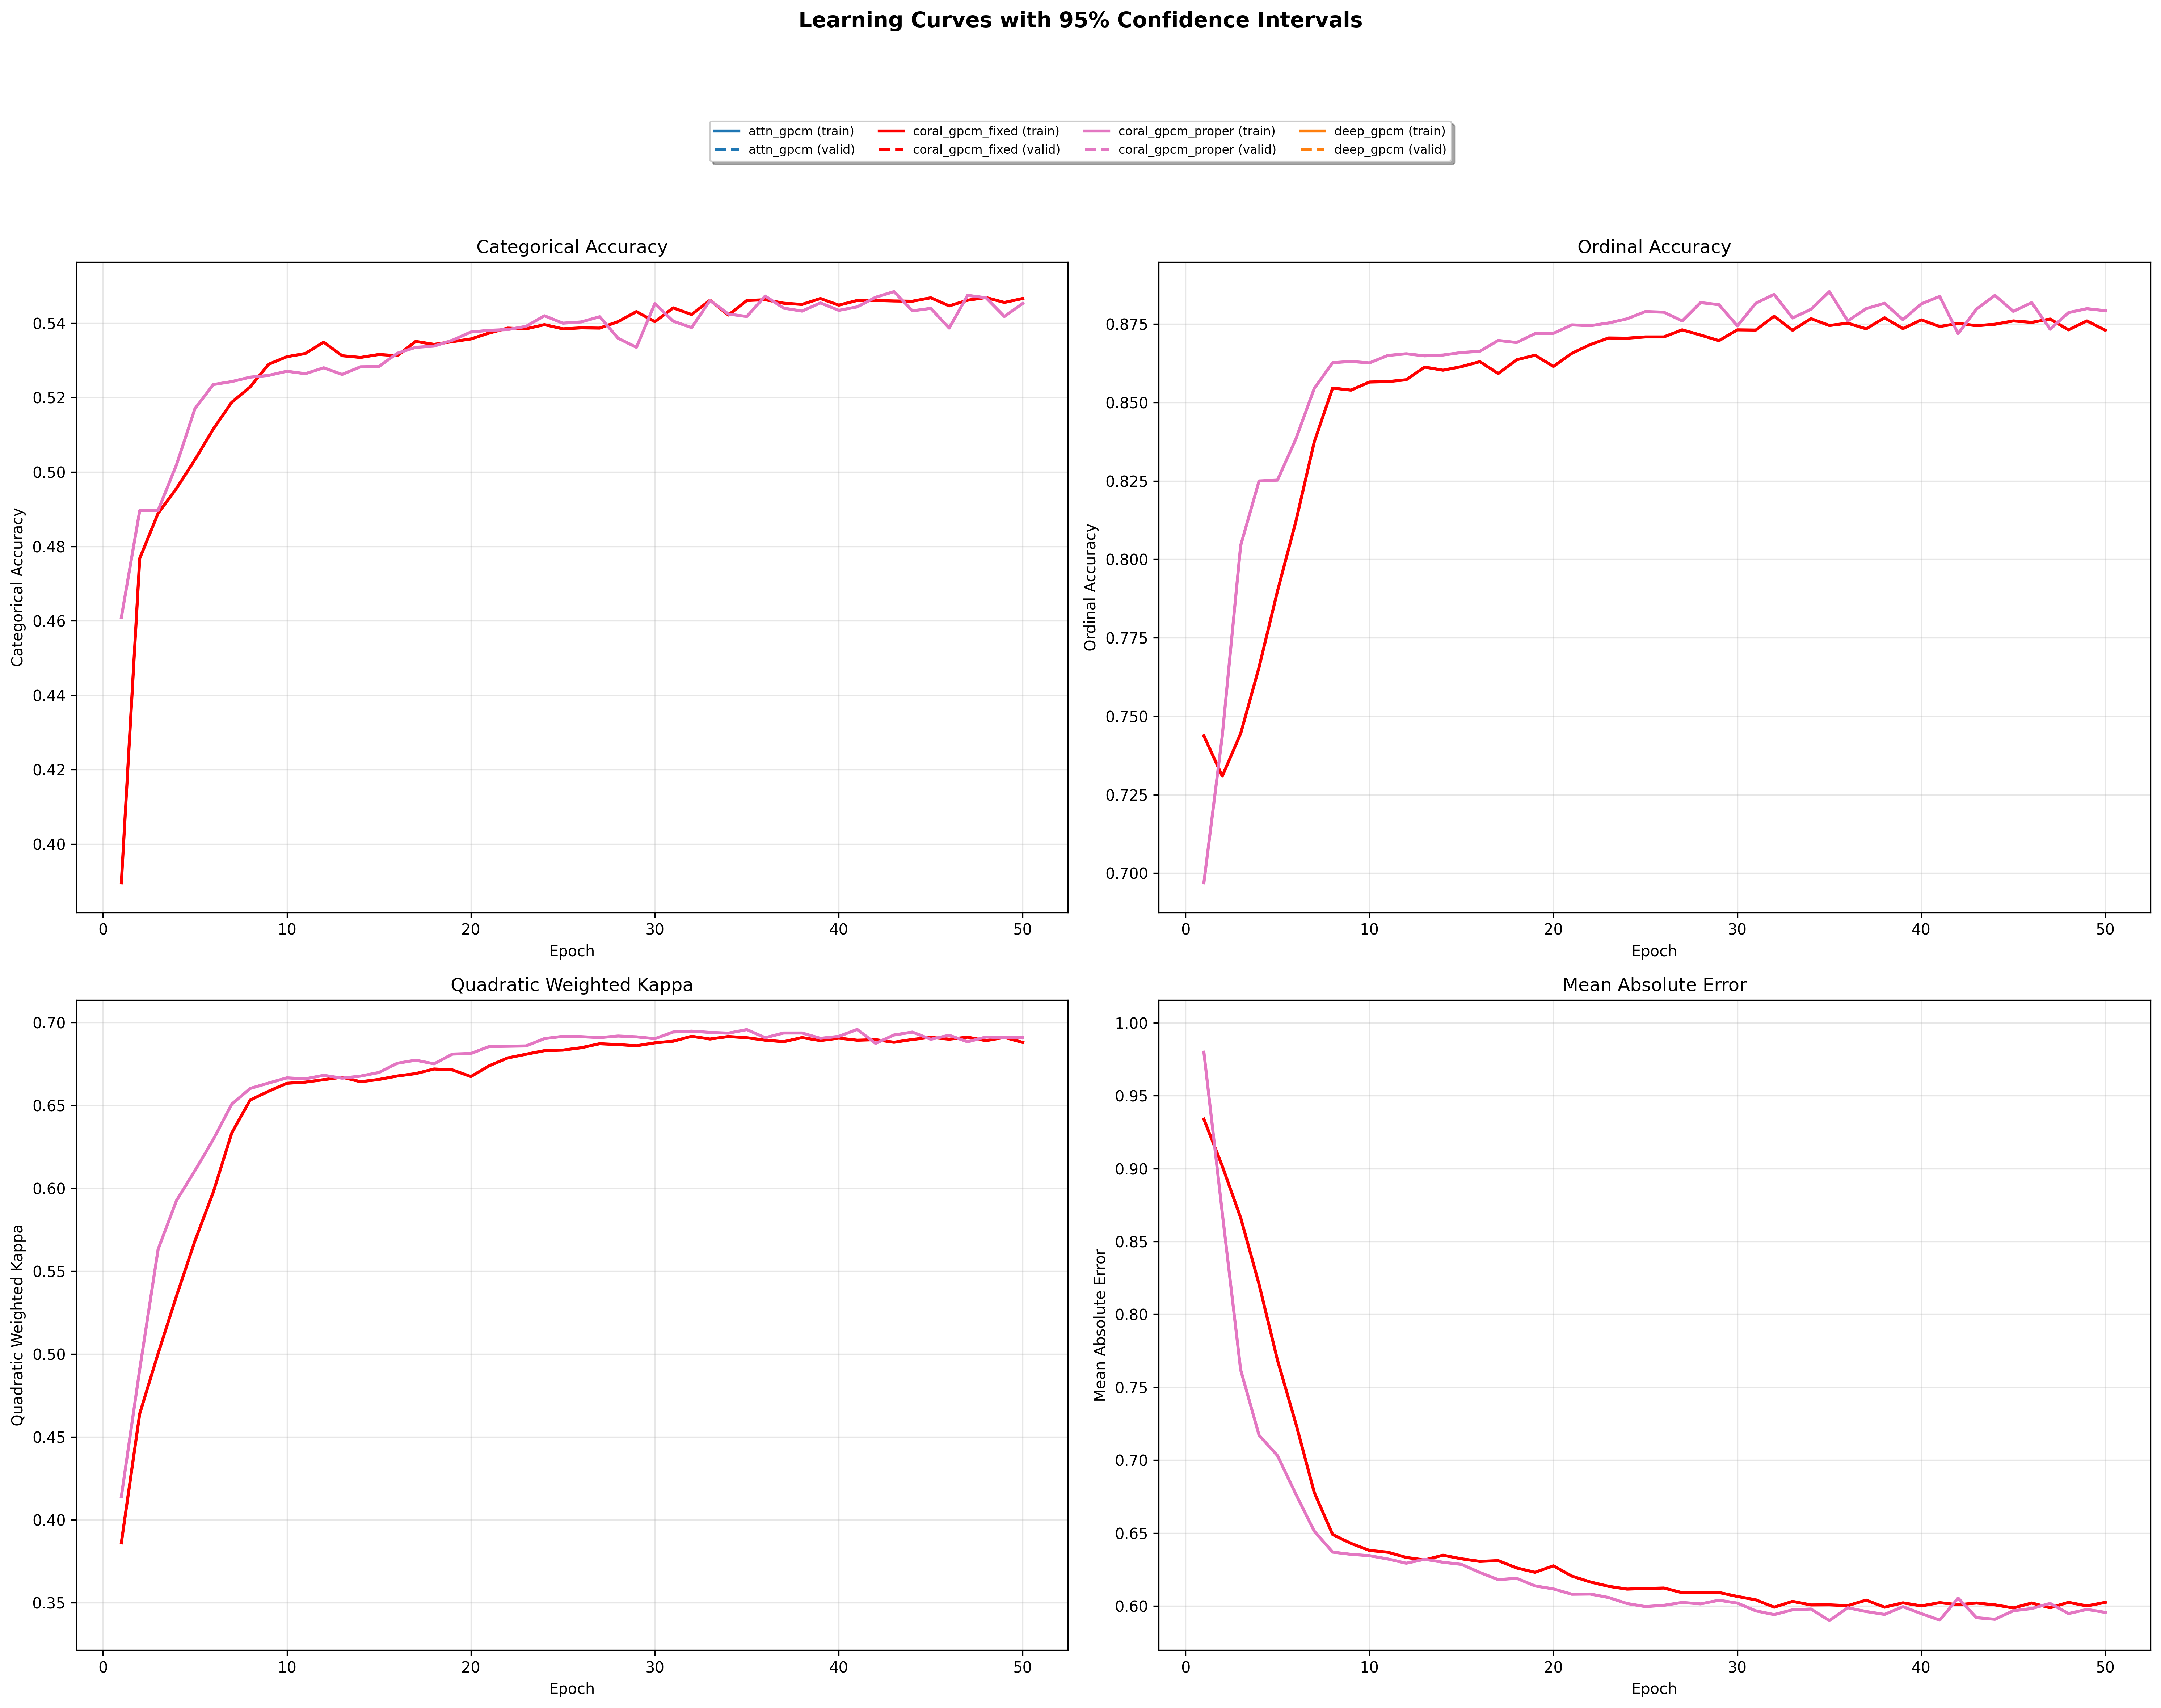 Learning Curves with 95% Confidence Intervals
attn_gpcm (train) coral_gpcm_fixed (train) coral_gpcm_proper (train) deep_gpcm (train)
attn_gpcm (valid) coral_gpcm_fixed (valid) coral_gpcm_proper (valid) deep_gpcm (valid)
Categorical Accuracy
Categorical Accuracy
0.54
0.52
0.50
0.48
0.46
0.44
0.42
0.40
0 10 20 30 40 50
Epoch
Ordinal Accuracy
Ordinal Accuracy
0.875
0.850
0.825
0.800
0.775
0.750
0.725
0.700
0 10 20 30 40 50
Epoch
Quadratic Weighted Kappa
Quadratic Weighted Kappa
0.70
0.65
0.60
0.55
0.50
0.45
0.40
0.35
0 10 20 30 40 50
Epoch
Mean Absolute Error
Mean Absolute Error
1.00
0.95
0.90
0.85
0.80
0.75
0.70
0.65
0.60
0 10 20 30 40 50
Epoch